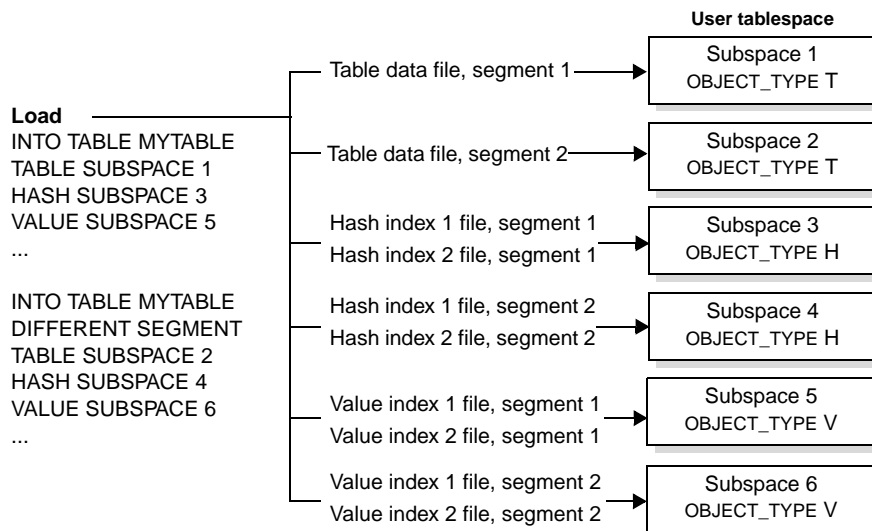 User tablespace
Table data file, segment 1
Subspace 1
OBJECT_TYPE T
Load
INTO TABLE MYTABLE
TABLE SUBSPACE 1
HASH SUBSPACE 3
VALUE SUBSPACE 5
...
INTO TABLE MYTABLE
DIFFERENT SEGMENT
TABLE SUBSPACE 2
HASH SUBSPACE 4
VALUE SUBSPACE 6
...
Table data file, segment 2
Subspace 2
OBJECT_TYPE T
Hash index 1 file, segment 1
Hash index 2 file, segment 1
Subspace 3
OBJECT_TYPE H
Hash index 1 file, segment 2
Hash index 2 file, segment 2
Subspace 4
OBJECT_TYPE H
Value index 1 file, segment 1
Value index 2 file, segment 1
Subspace 5
OBJECT_TYPE V
Value index 1 file, segment 2
Value index 2 file, segment 2
Subspace 6
OBJECT_TYPE V